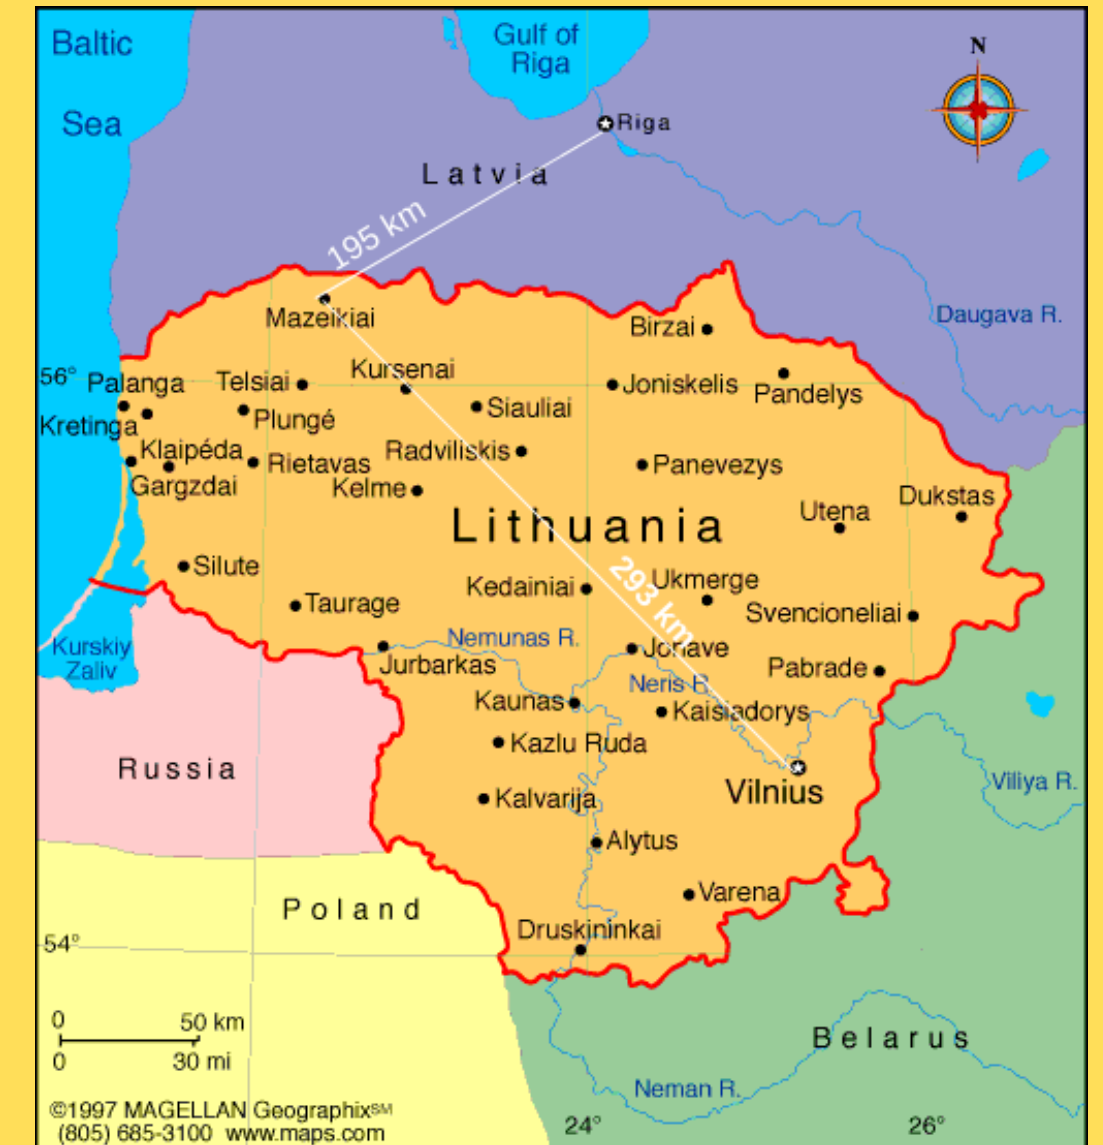 Baltic
Sea
Gulf of
Riga
N
Riga
Latvia
195 km
Daugava R.
Mazeikiai
Birzai
56°
Palanga
Telsiai
Kursenai
Joniskelis
Pandelys
Kretinga
Plungé
Siauliai
Klaipéda
Rietavas
Radviliskis
Panevezys
Gargzdai
Kelme
Dukstas
Utena
Lithuania
Silute
Kedainiai
293 km
Ukmerge
Taurage
Svencioneliai
Kurskiy
Zaliv
Nemunas R.
Jonave
Jurbarkas
Pabrade
Neris R.
Kaunas
Kaisiadorys
Kazlu Ruda
Russia
Viliya R.
Vilnius
Kalvarija
Alytus
Varena
Poland
Druskininkai
54°
0 50 km
0 30 mi
Belarus
Neman R.
©1997 MAGELLAN Geographix℠
(805) 685-3100 www.maps.com
24°
26°